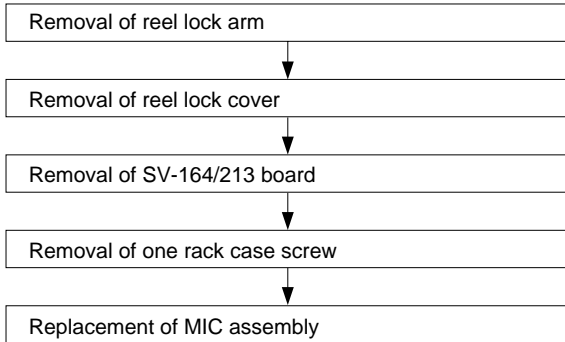 Removal of reel lock arm
Removal of reel lock cover
Removal of SV-164/213 board
Removal of one rack case screw
Replacement of MIC assembly